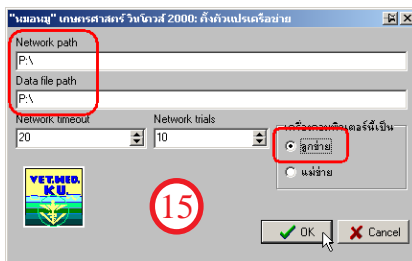 "หมอหมู" เกษตรศาสตร์ วินโดวส์ 2000: ตั้งตัวแปรเครือข่าย
Network path
P:\
Data file path
P:\
Network timeout
Network trials
20
10
เครื่องคอมพิวเตอร์นี้เป็น
ลูกข่าย
แม่ข่าย
VET.MED.
KU.
15
OK
Cancel